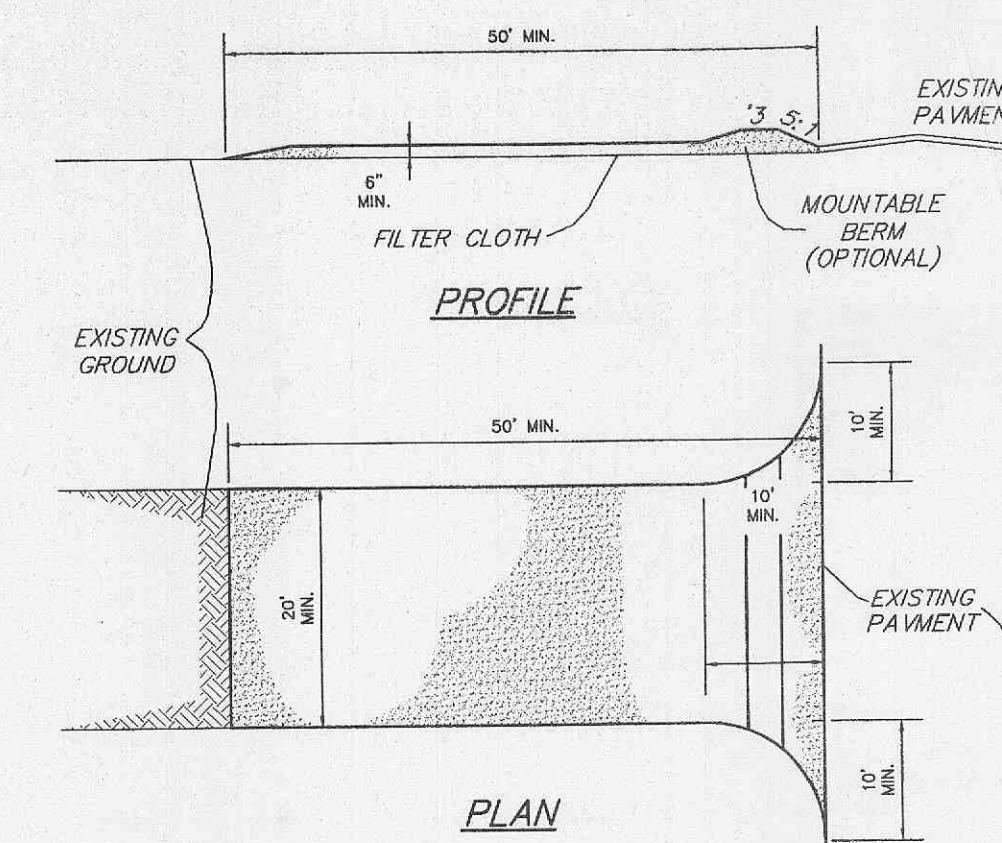 50' MIN.
EXISTIN
PAVMEN
'3 5:1
6"
MIN.
FILTER CLOTH
MOUNTABLE
BERM
(OPTIONAL)
PROFILE
EXISTING
GROUND
50' MIN.
10'
MIN.
10'
MIN.
20'
MIN.
EXISTING
PAVMENT
10'
MIN.
PLAN